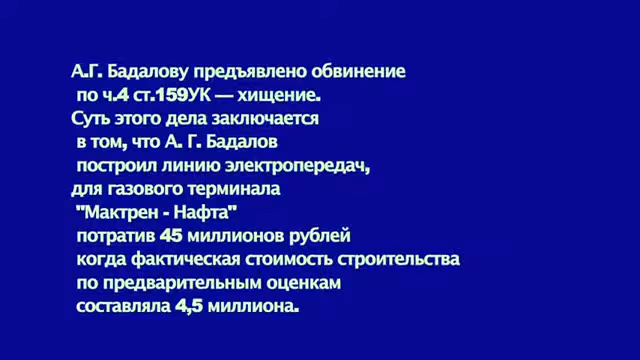 А.Г. Бадалову предъявлено обвинение
по ч.4 ст.159УК — хищение.
Суть этого дела заключается
в том, что А. Г. Бадалов
построил линию электропередач,
для газового терминала
"Мактрен - Нафта"
потратив 45 миллионов рублей
когда фактическая стоимость строительства
по предварительным оценкам
составляла 4,5 миллиона.